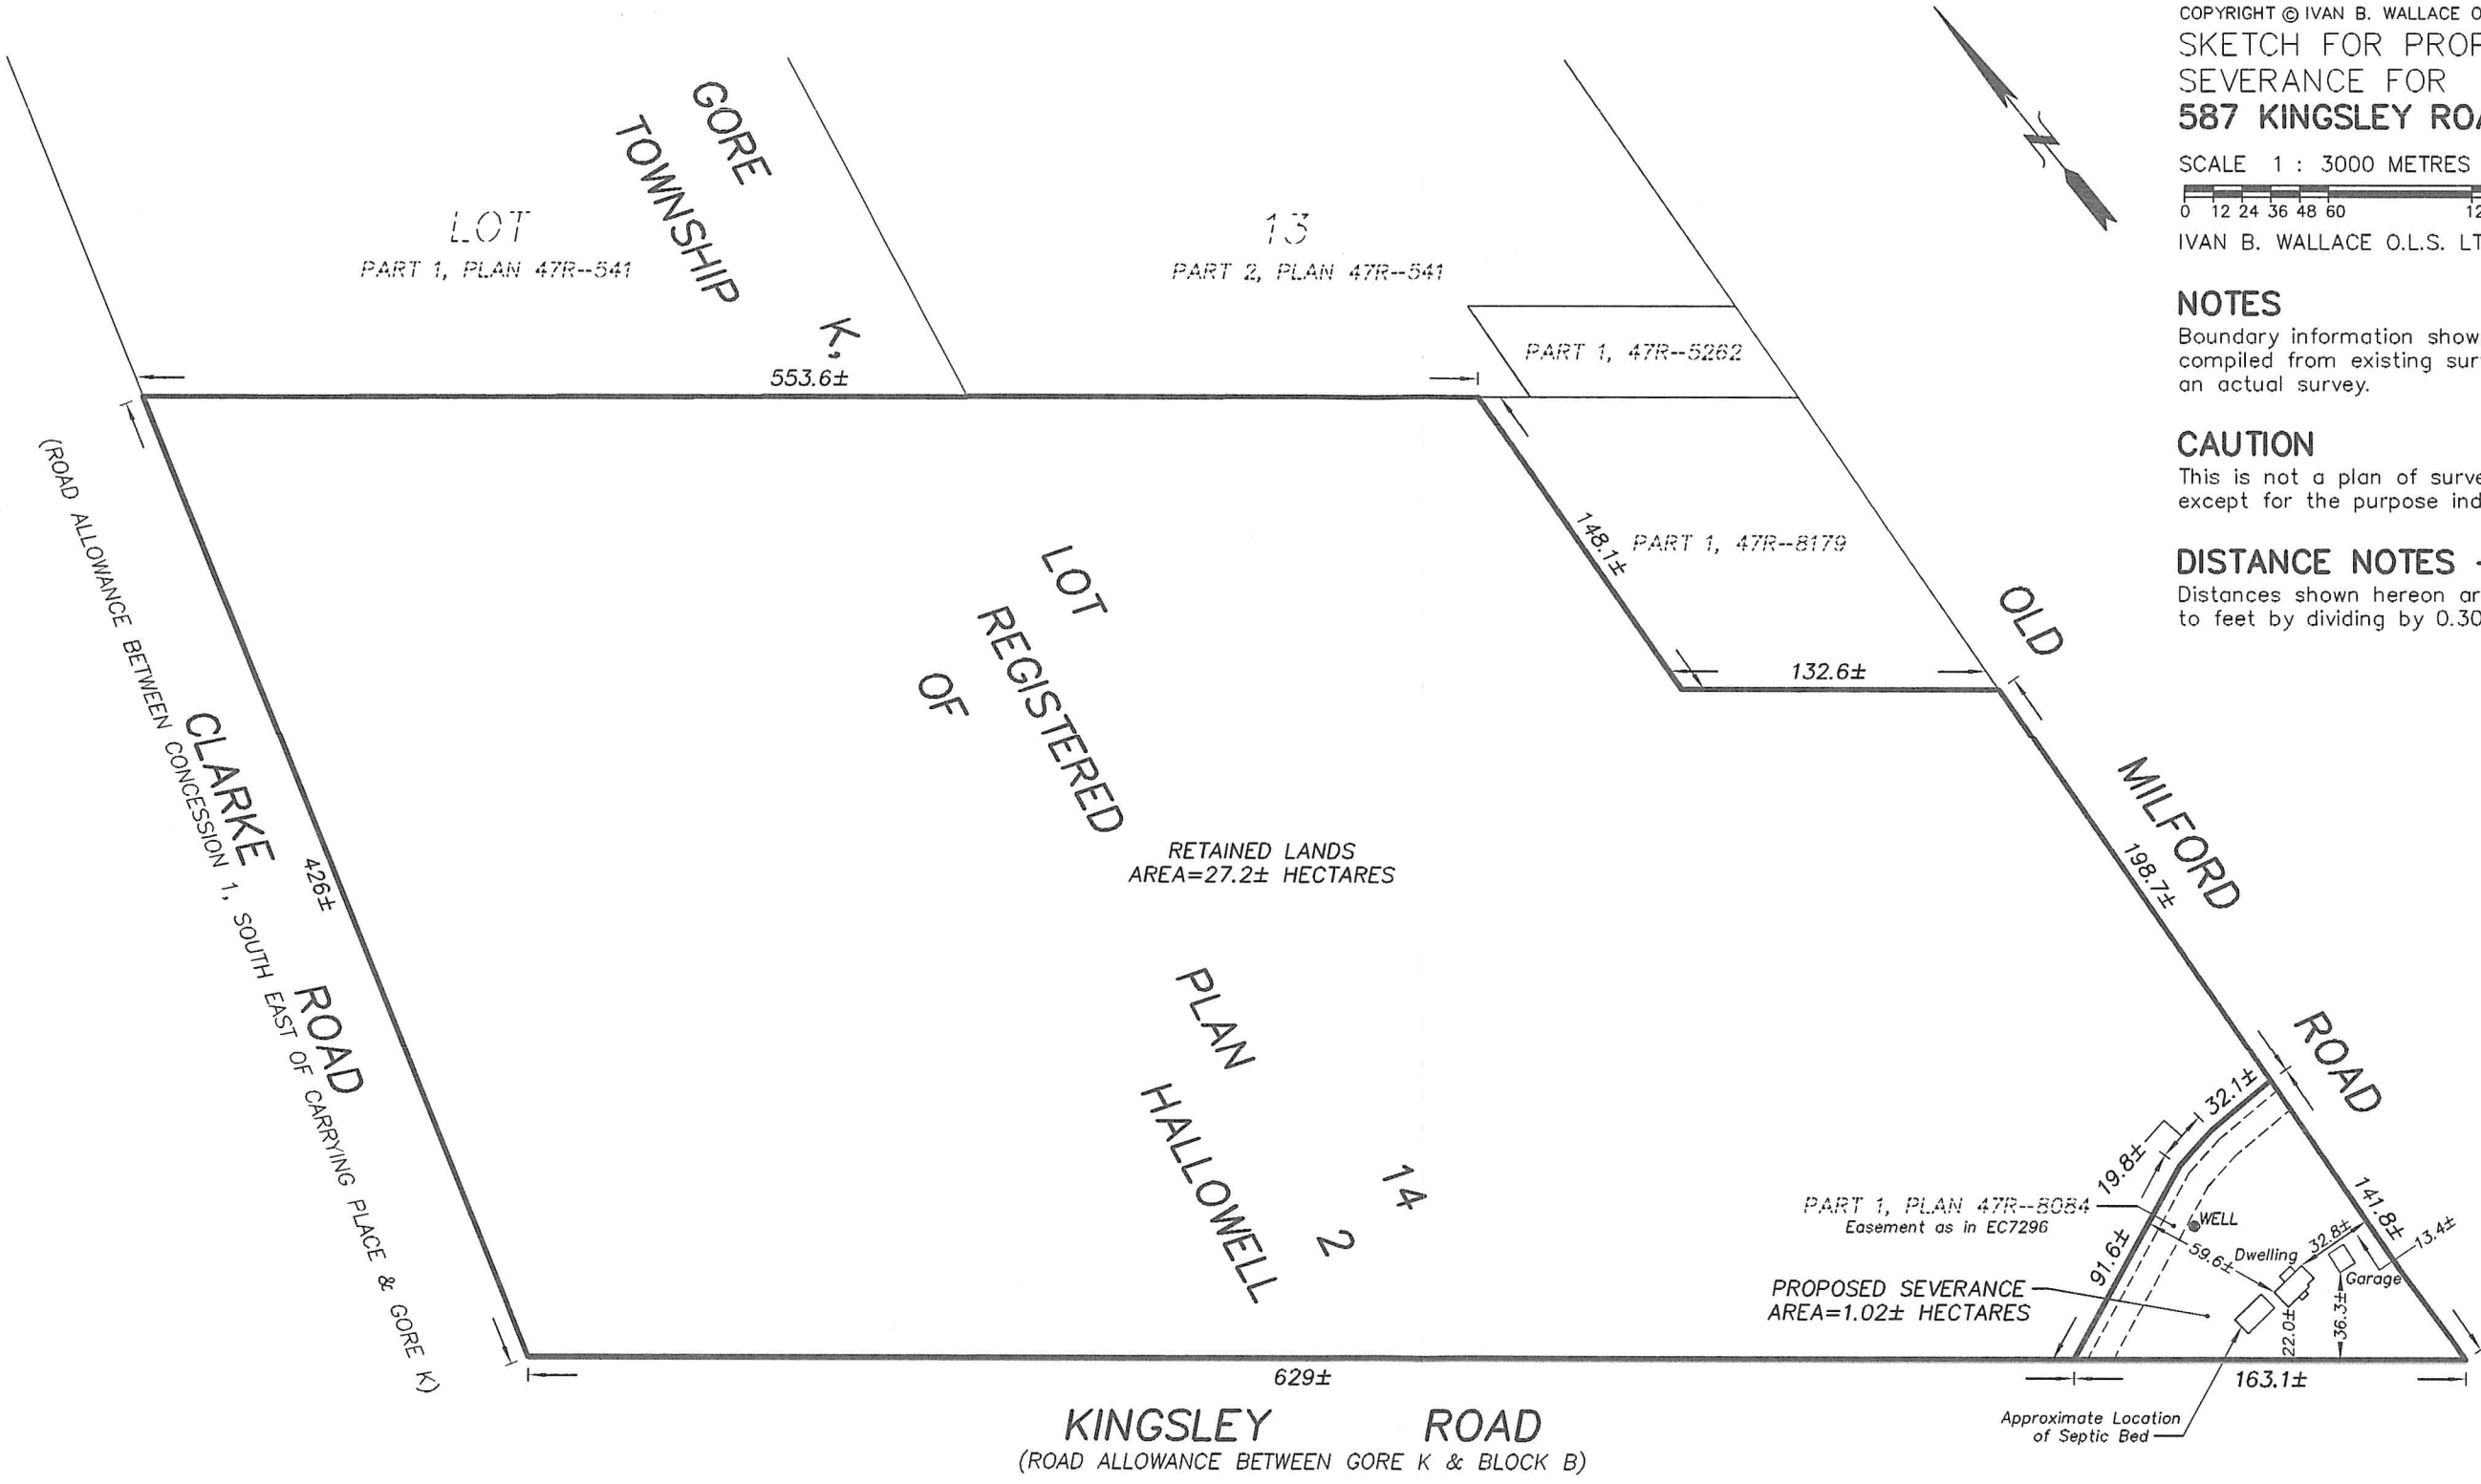 COPYRIGHT © IVAN B. WALLACE O
SKETCH FOR PROP
SEVERANCE FOR
587 KINGSLEY ROA
SCALE 1 : 3000 METRES
0 12 24 36 48 60 12
IVAN B. WALLACE O.L.S. LT
NOTES
Boundary information show
compiled from existing sur
an actual survey.
CAUTION
This is not a plan of surve
except for the purpose ind
DISTANCE NOTES -
Distances shown hereon ar
to feet by dividing by 0.30
N
GORE
TOWNSHIP
K,
LOT
PART 1, PLAN 47R--541
13
PART 2, PLAN 47R--541
PART 1, 47R--5262
553.6±
148.1±
PART 1, 47R--8179
132.6±
OLD
MILFORD
ROAD
198.7±
LOT
REGISTERED
OF
RETAINED LANDS
AREA=27.2± HECTARES
PLAN
HALLOWELL
14
2
(ROAD ALLOWANCE BETWEEN CONCESSION 1, SOUTH EAST OF CARRYING PLACE & GORE K)
CLARKE
ROAD
426±
32.1±
19.8±
91.6±
PART 1, PLAN 47R--8084
Easement as in EC7296
WELL
141.8±
13.4±
59.6±
Dwelling
32.8±
Garage
22.0±
36.3±
PROPOSED SEVERANCE
AREA=1.02± HECTARES
629±
163.1±
KINGSLEY ROAD
(ROAD ALLOWANCE BETWEEN GORE K & BLOCK B)
Approximate Location
of Septic Bed